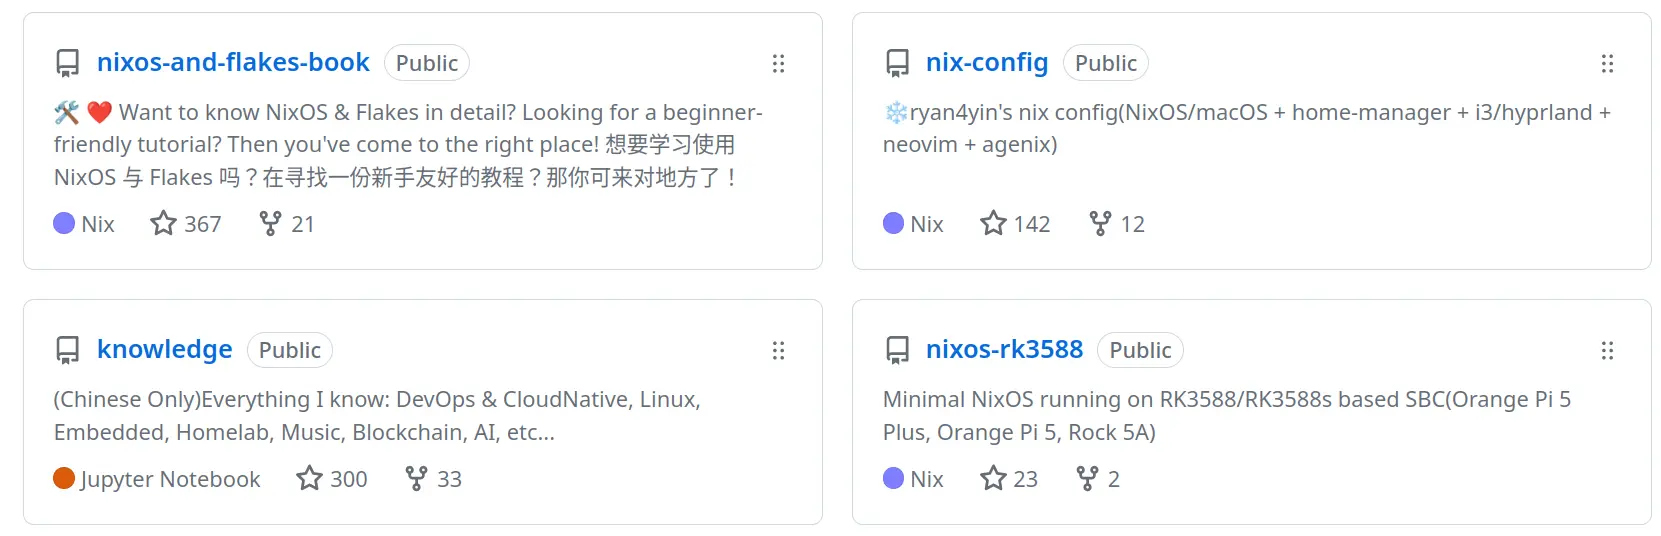 nixos-and-flakes-book Public
🛠️ ❤️ Want to know NixOS & Flakes in detail? Looking for a beginner-
friendly tutorial? Then you've come to the right place! 想要学习使用
NixOS 与 Flakes 吗？在寻找一份新手友好的教程？那你可来对地方了！
Nix 367 21
nix-config Public
❄️ryan4yin's nix config(NixOS/macOS + home-manager + i3/hyprland +
neovim + agenix)
Nix 142 12
knowledge Public
(Chinese Only)Everything I know: DevOps & CloudNative, Linux,
Embedded, Homelab, Music, Blockchain, AI, etc...
Jupyter Notebook 300 33
nixos-rk3588 Public
Minimal NixOS running on RK3588/RK3588s based SBC(Orange Pi 5
Plus, Orange Pi 5, Rock 5A)
Nix 23 2